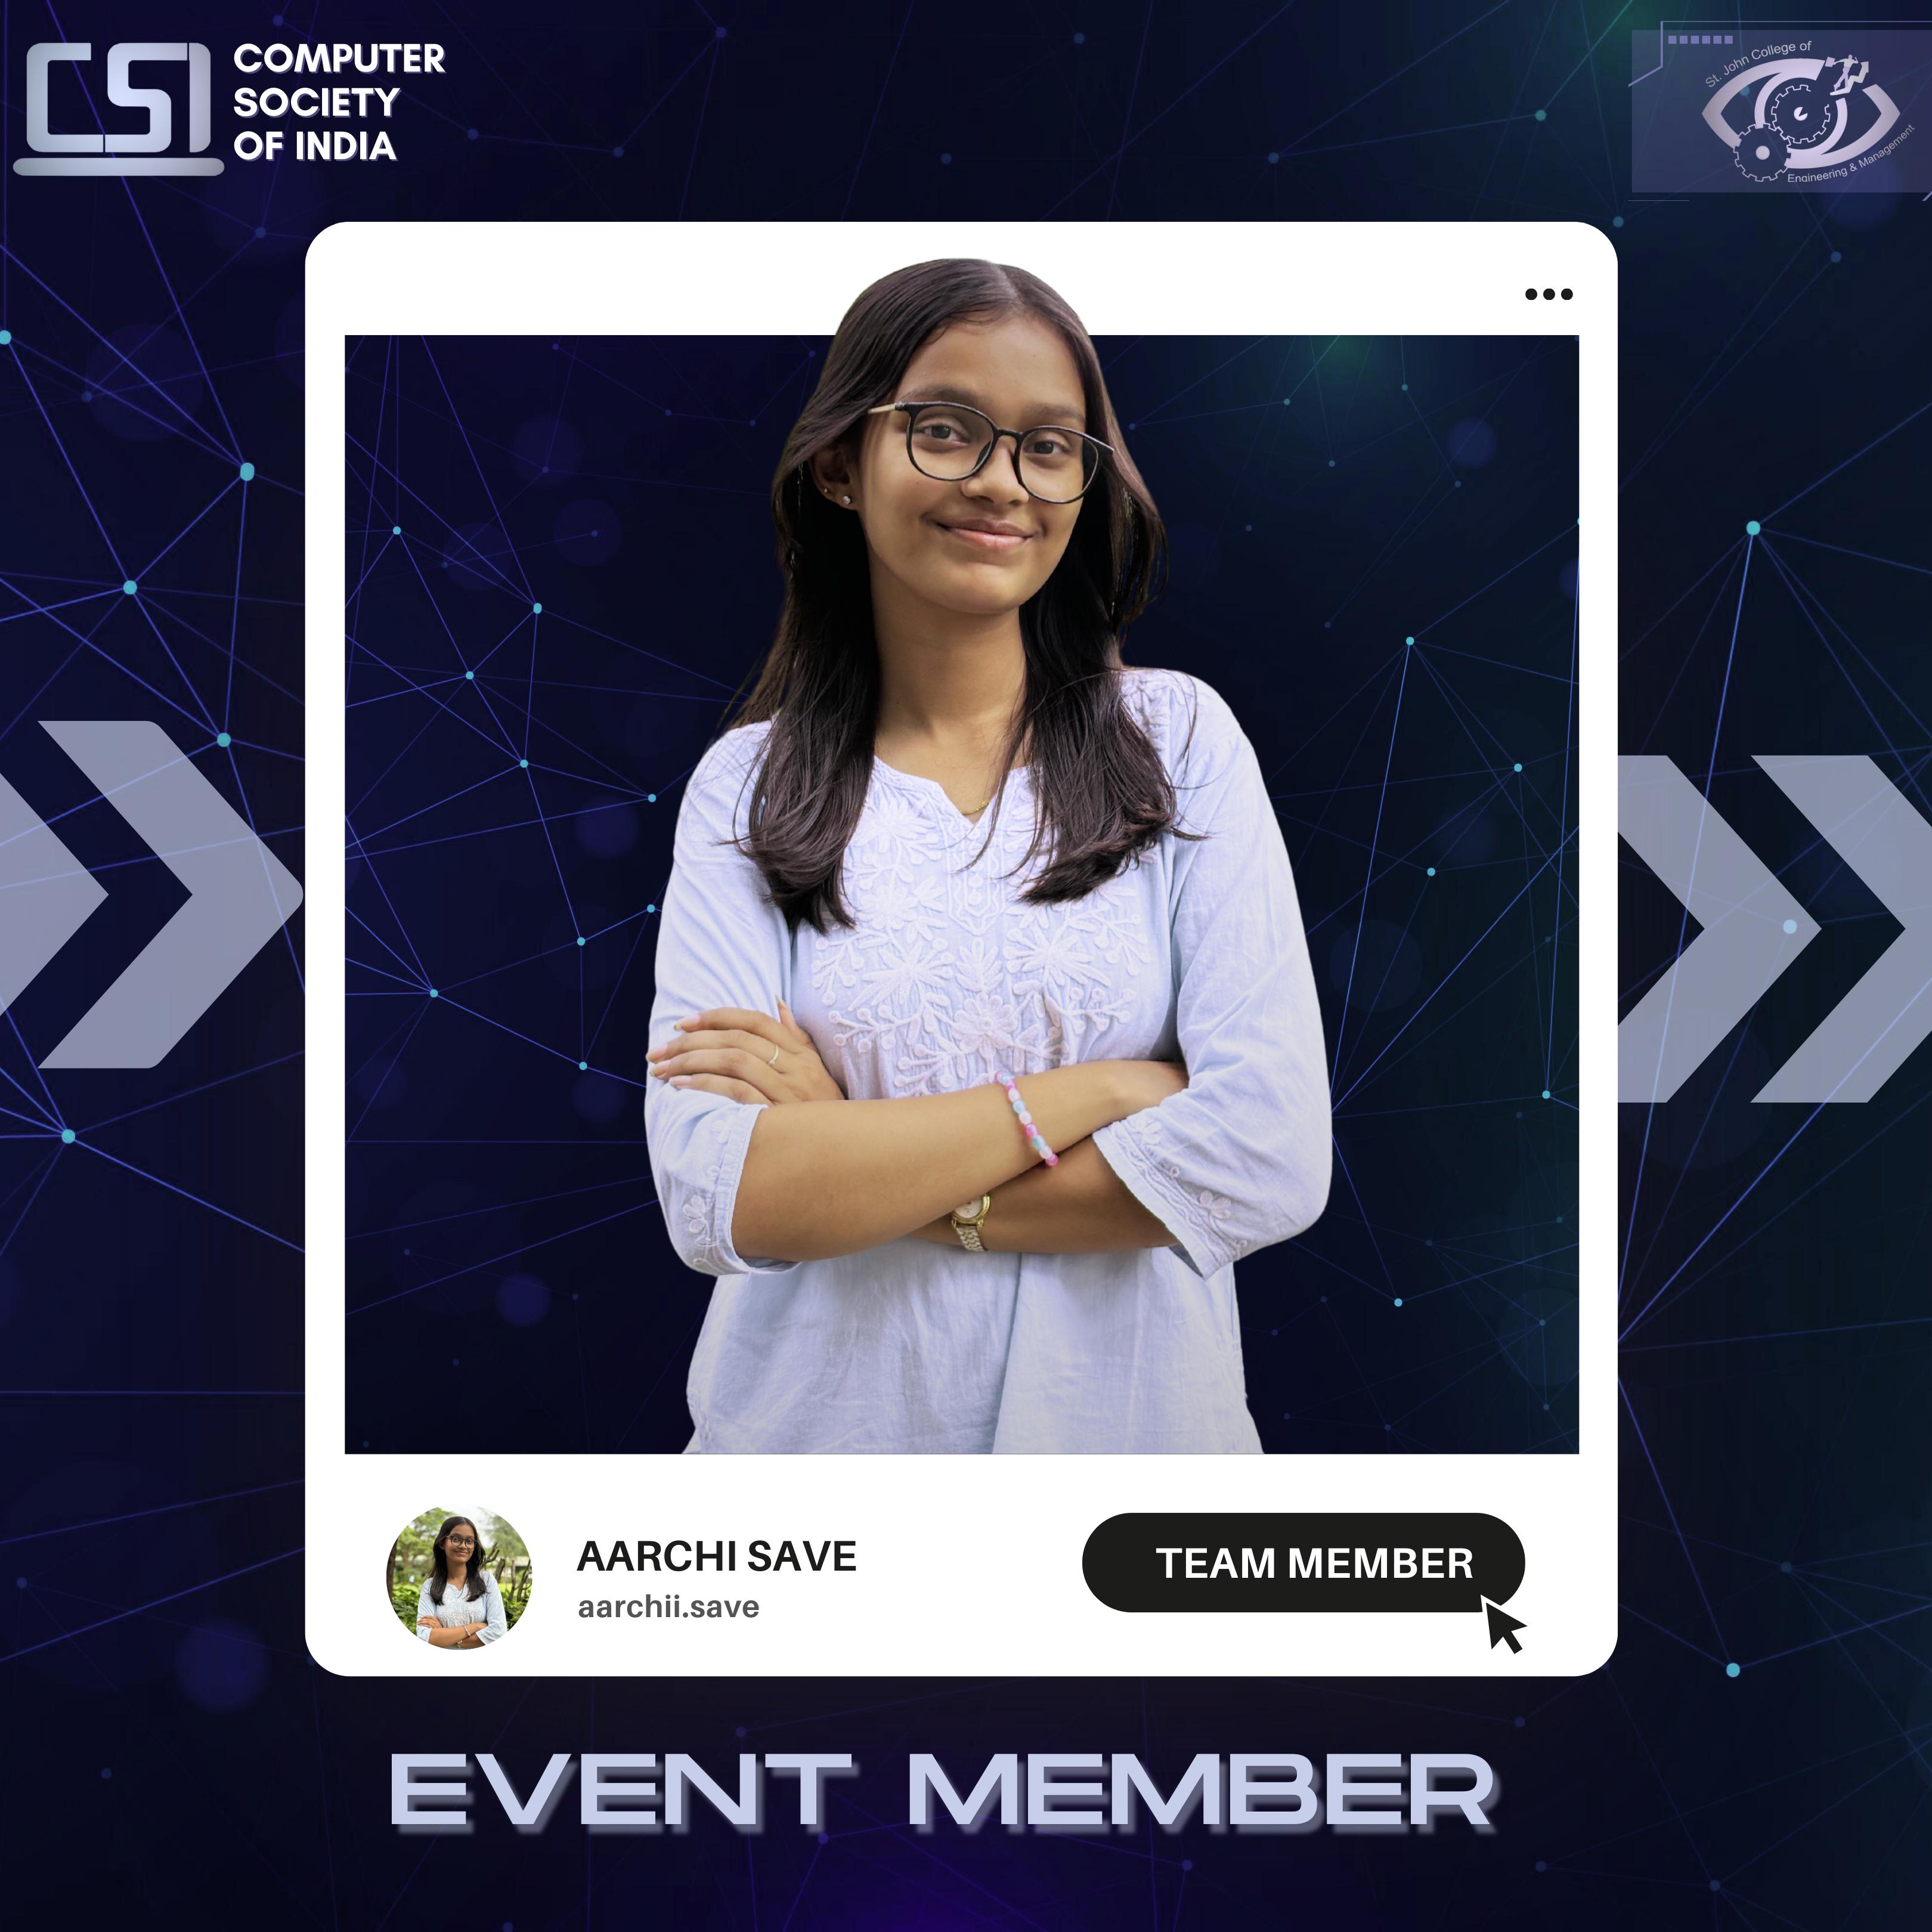 CSI
COMPUTER
SOCIETY
OF INDIA
St. John College of
Engineering & Management
AARCHI SAVE
aarchii.save
TEAM MEMBER
EVENT MEMBER